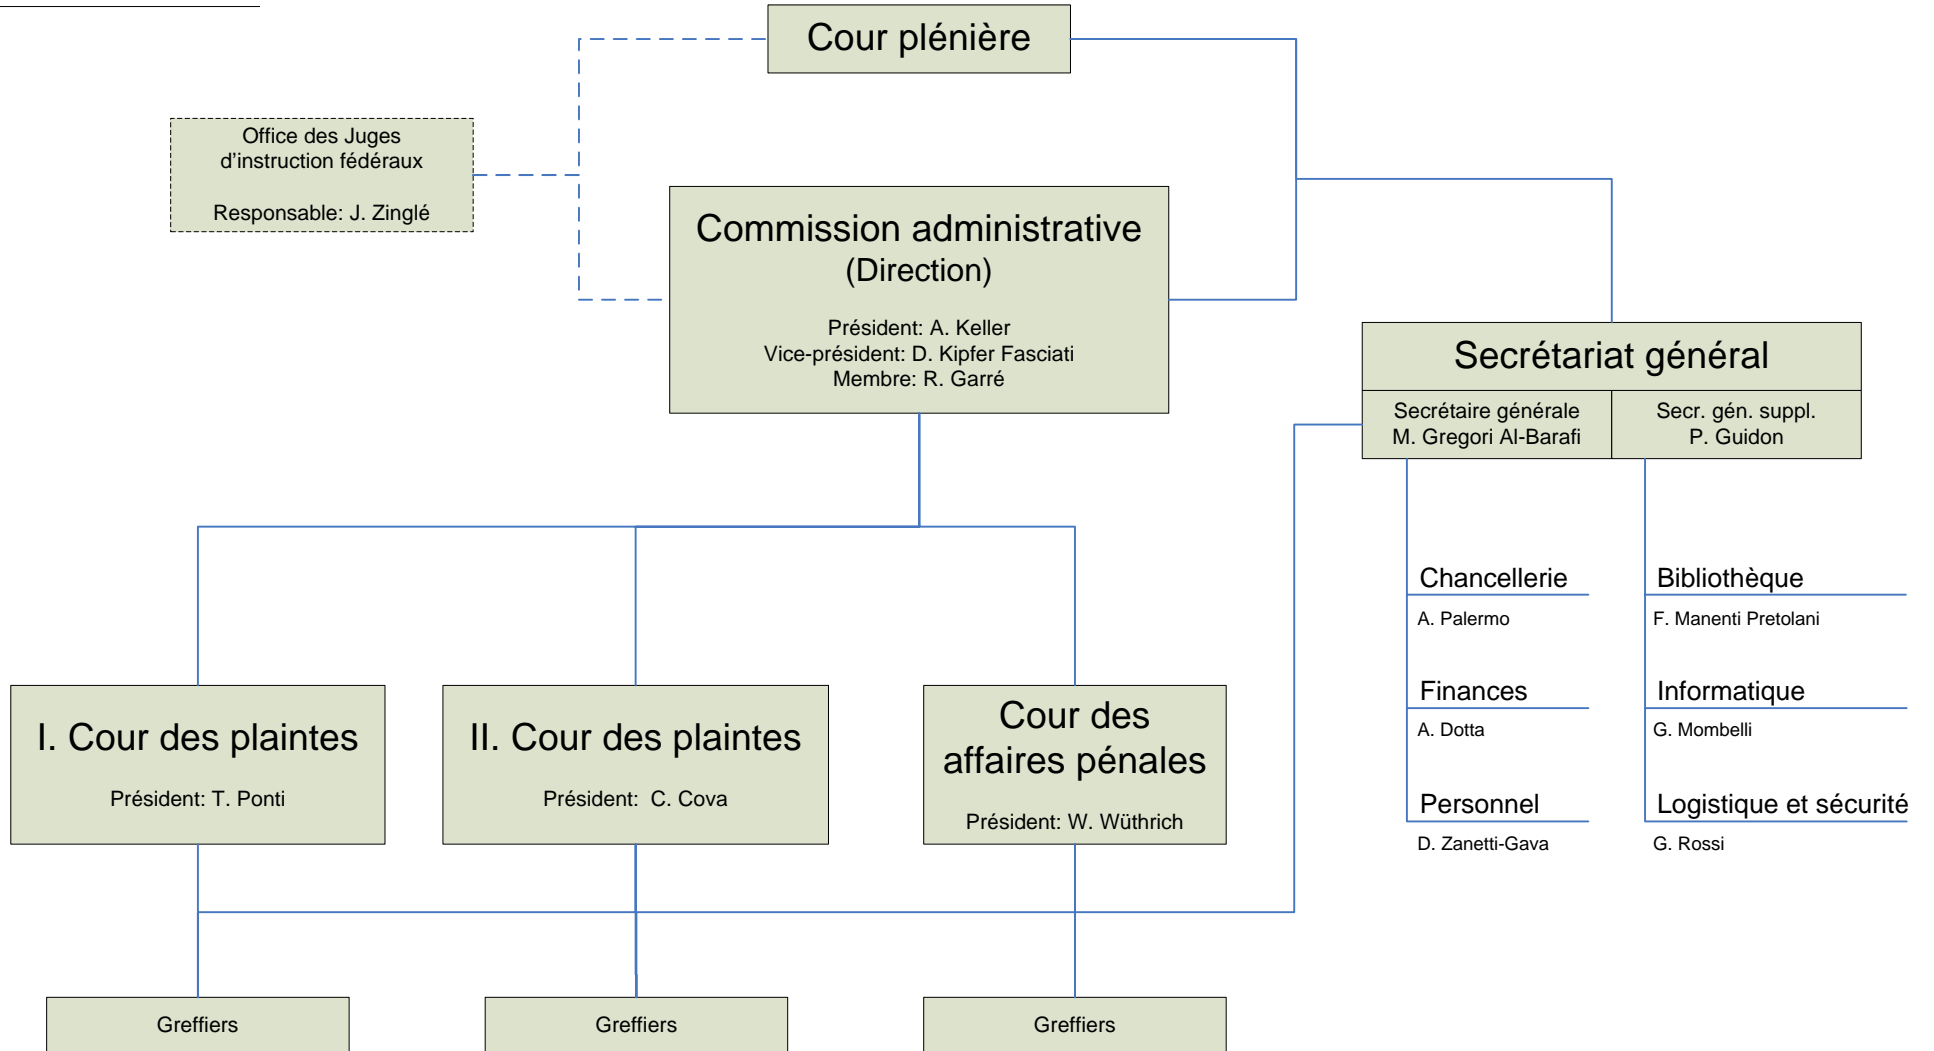 Cour plénière
Office des Juges
d'instruction fédéraux
Responsable: J. Zinglé
Commission administrative
(Direction)
Président: A. Keller
Vice-président: D. Kipfer Fasciati
Membre: R. Garré
Secrétariat général
Secrétaire générale
M. Gregori Al-Barafi
Secr. gén. suppl.
P. Guidon
Chancellerie
A. Palermo
Finances
A. Dotta
Personnel
D. Zanetti-Gava
Bibliothèque
F. Manenti Pretolani
Informatique
G. Mombelli
Logistique et sécurité
G. Rossi
I. Cour des plaintes
Président: T. Ponti
II. Cour des plaintes
Président: C. Cova
Cour des
affaires pénales
Président: W. Wüthrich
Greffiers
Greffiers
Greffiers